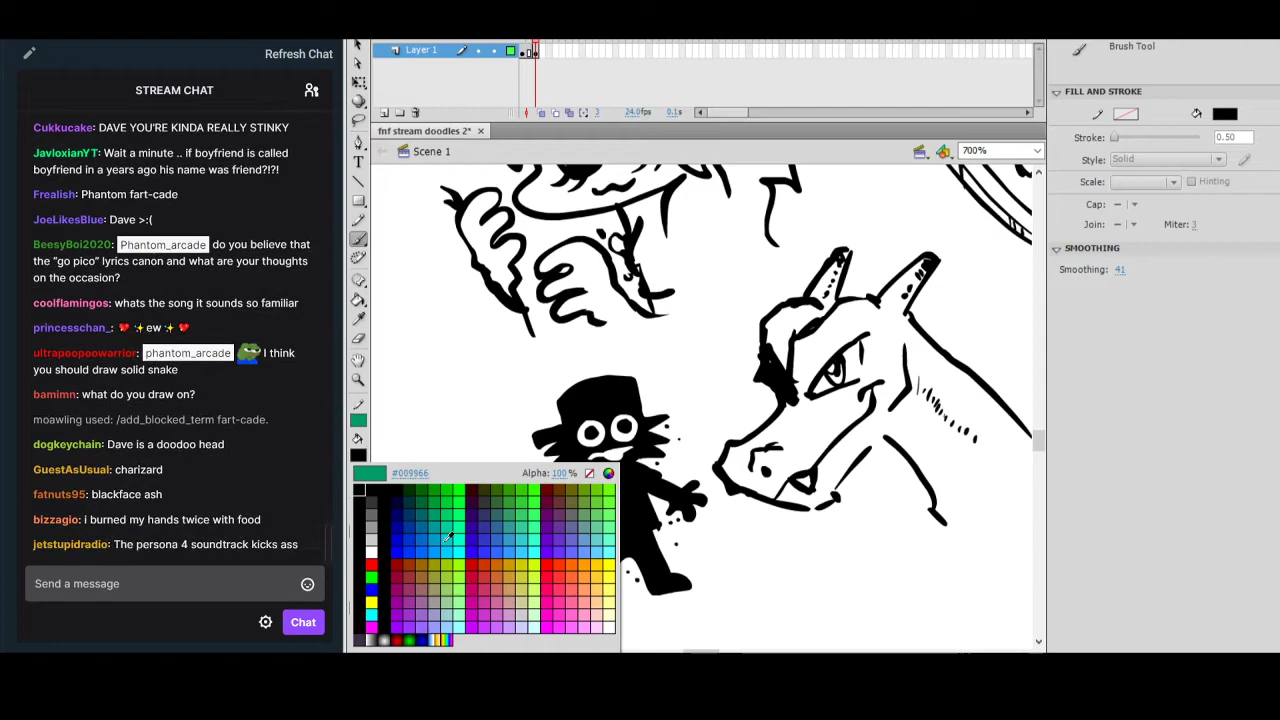 Refresh Chat
STREAM CHAT
Cukkucake: DAVE YOU'RE KINDA REALLY STINKY
JavloxianYT: Wait a minute .. if boyfriend is called
boyfriend in a years ago his name was friend?!?!
Frealish: Phantom fart-cade
JoeLikesBlue: Dave >:(
BeesyBoi2020: Phantom_arcade do you believe that
the "go pico" lyrics canon and what are your thoughts
on the occasion?
coolflamingos: whats the song it sounds so familiar
princesschan_: ❤️ ✨ew✨ ❤️
ultrapoopoowarrior: phantom_arcade I think
you should draw solid snake
bamimn: what do you draw on?
moawling used: /add_blocked_term fart-cade.
dogkeychain: Dave is a doodoo head
GuestAsUsual: charizard
fatnuts95: blackface ash
bizzagio: i burned my hands twice with food
jetstupidradio: The persona 4 soundtrack kicks ass
Send a message
Chat
Layer 1
3 24.0fps 0.1s
fnf stream doodles 2* ×
Scene 1
700%
#009966
Alpha: 100 %
Brush Tool
FILL AND STROKE
Stroke: 0.50
Style: Solid
Scale: Hinting
Cap:
Join: Miter: 3
SMOOTHING
Smoothing: 41